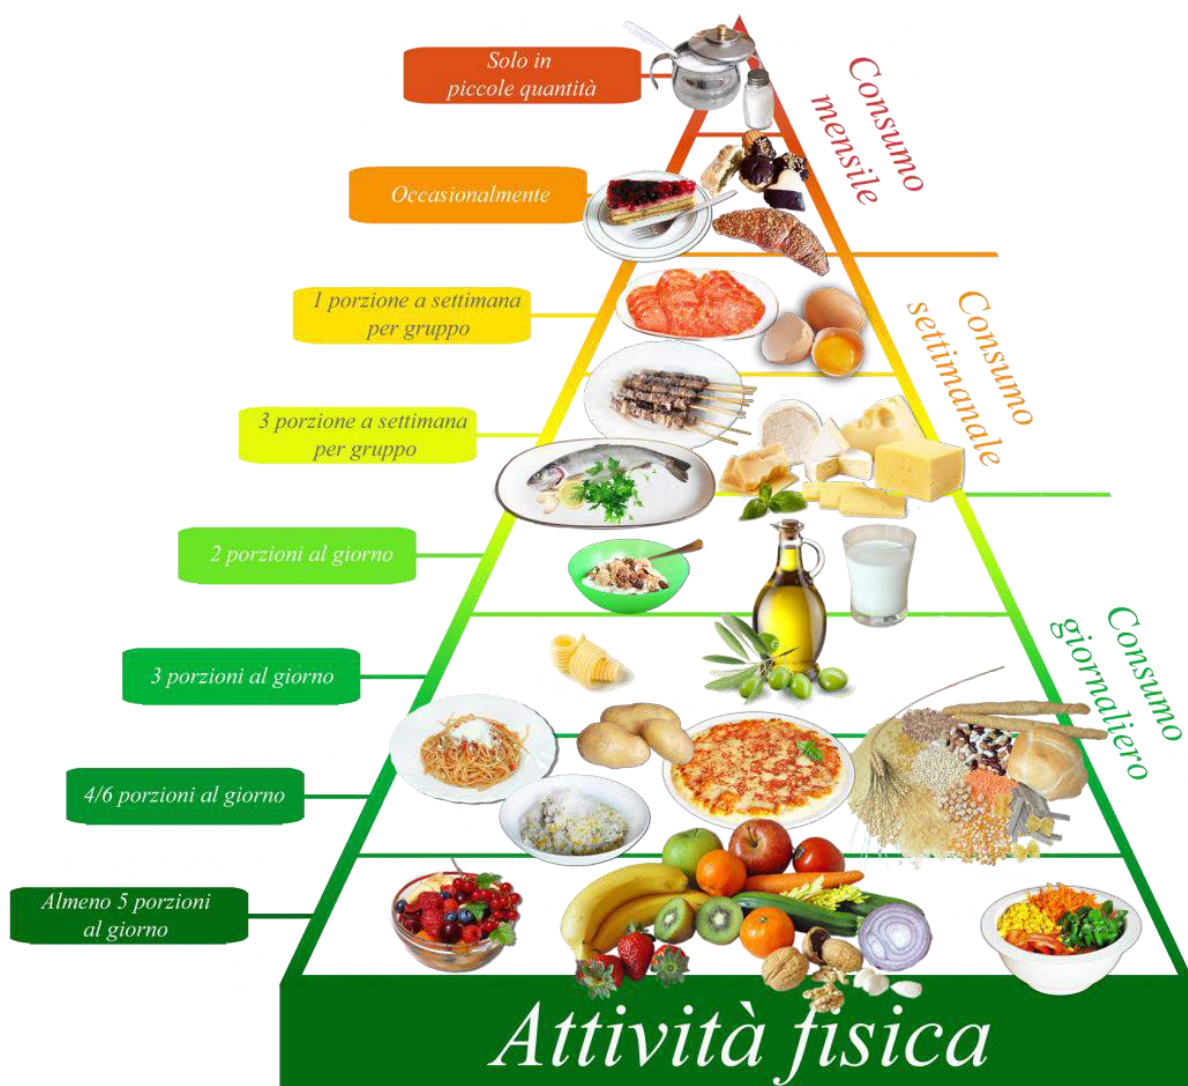 Solo in
piccole quantità
Consumo
mensile
Occasionalmente
1 porzione a settimana
per gruppo
Consumo
settimanale
3 porzione a settimana
per gruppo
2 porzioni al giorno
Consumo
giornaliero
3 porzioni al giorno
4/6 porzioni al giorno
Almeno 5 porzioni
al giorno
Attività fisica